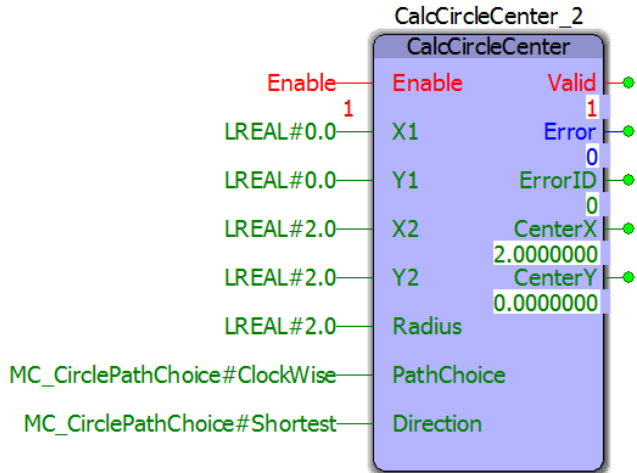 CalcCircleCenter_2
CalcCircleCenter
Enable Enable Valid
1 1
LREAL#0.0 X1 Error
0
LREAL#0.0 Y1 ErrorID
0
LREAL#2.0 X2 CenterX
2.0000000
LREAL#2.0 Y2 CenterY
0.0000000
LREAL#2.0 Radius
MC_CirclePathChoice#ClockWise PathChoice
MC_CirclePathChoice#Shortest Direction